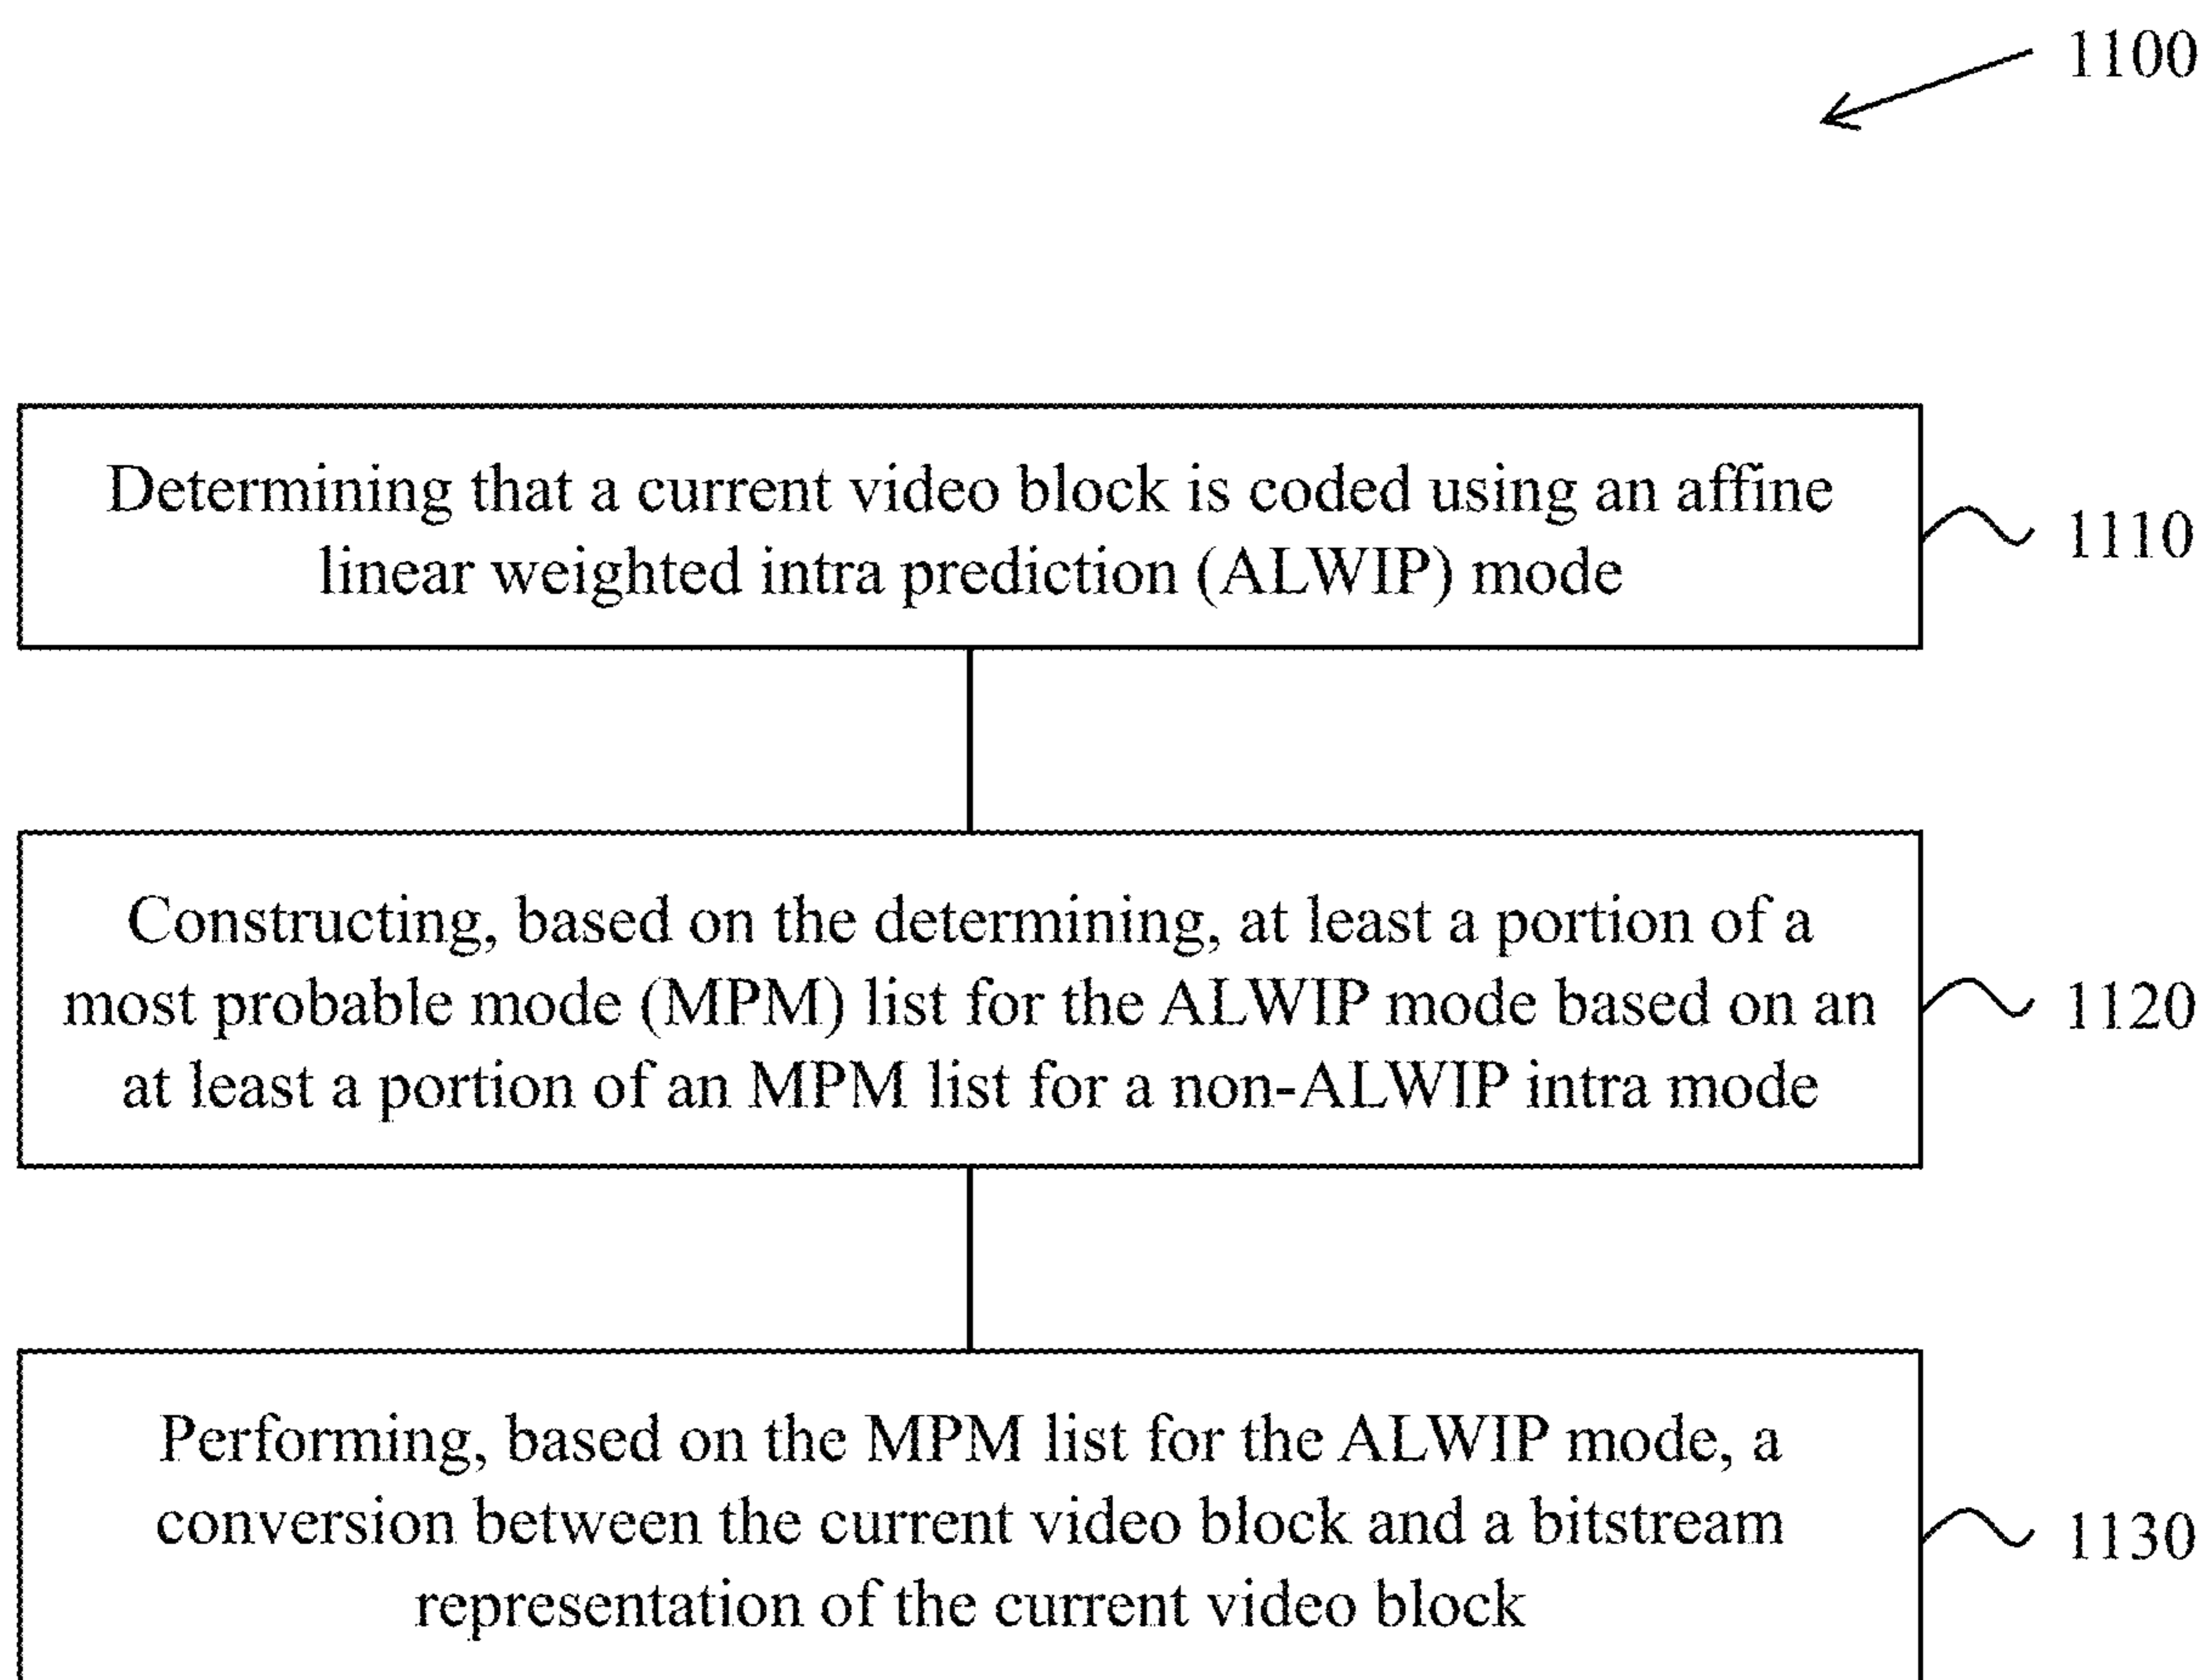 1100
Determining that a current video block is coded using an affine
linear weighted intra prediction (ALWIP) mode
1110
Constructing, based on the determining, at least a portion of a
most probable mode (MPM) list for the ALWIP mode based on an
at least a portion of an MPM list for a non-ALWIP intra mode
1120
Performing, based on the MPM list for the ALWIP mode, a
conversion between the current video block and a bitstream
representation of the current video block
1130